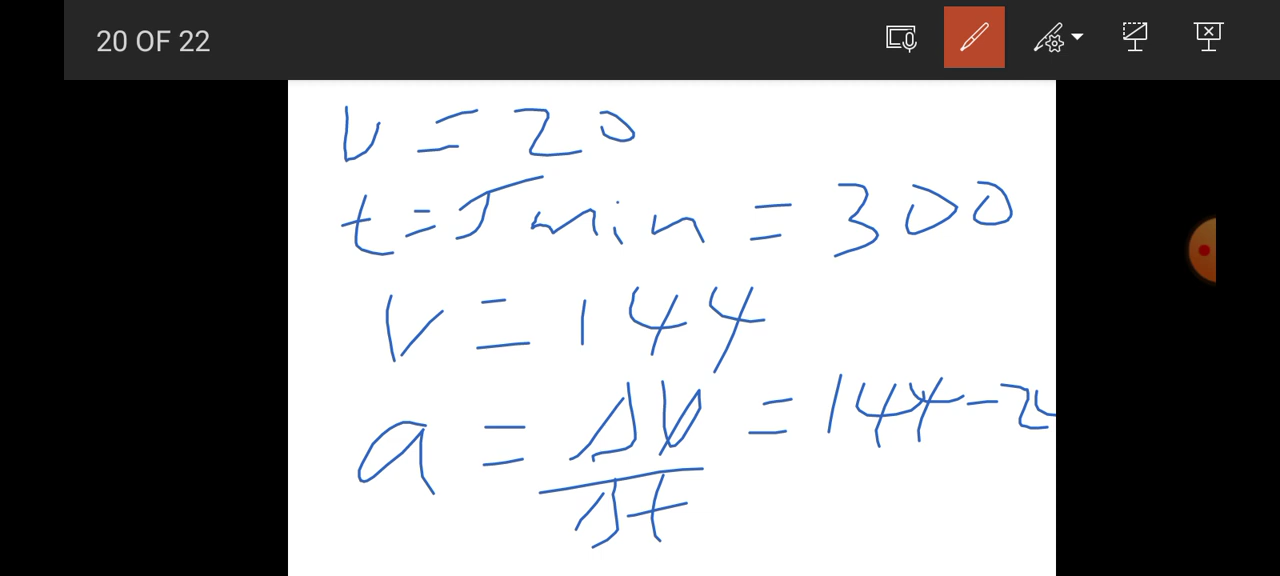 20 OF 22
v = 20
t = 5 min = 300
v = 144
a = ΔV/Δt = 144 - 2